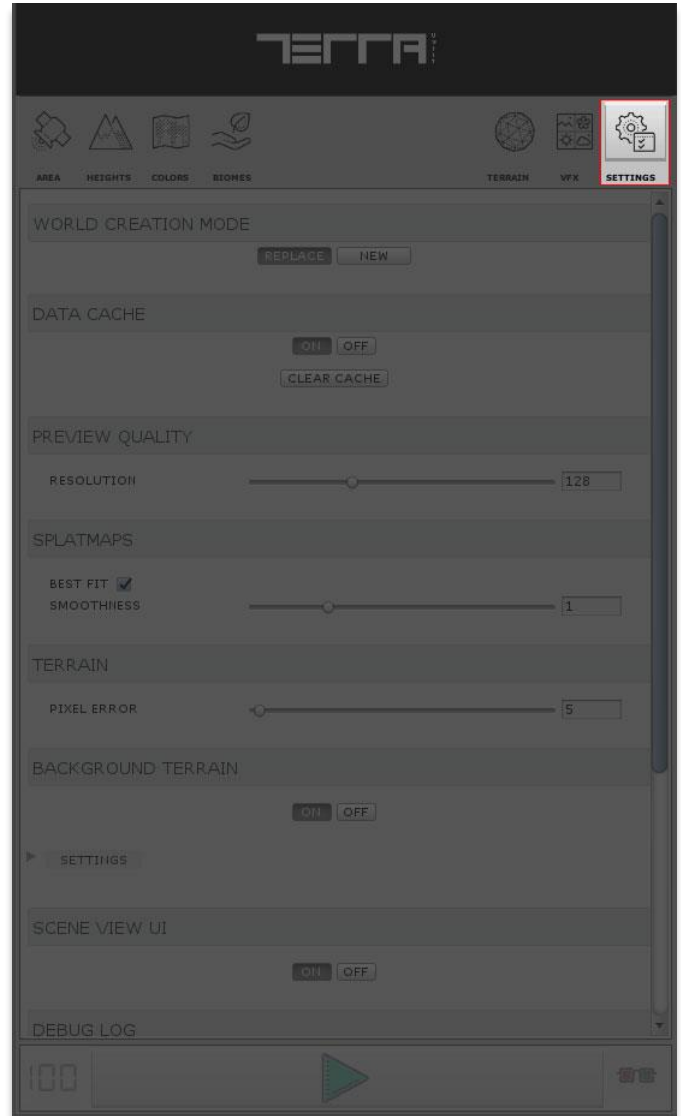 TERRA
UNITY
AREA HEIGHTS COLORS BIOMES TERRAIN VFX SETTINGS
WORLD CREATION MODE
REPLACE NEW
DATA CACHE
ON OFF
CLEAR CACHE
PREVIEW QUALITY
RESOLUTION 128
SPLATMAPS
BEST FIT
SMOOTHNESS 1
TERRAIN
PIXEL ERROR 5
BACKGROUND TERRAIN
ON OFF
SETTINGS
SCENE VIEW UI
ON OFF
DEBUG LOG
100